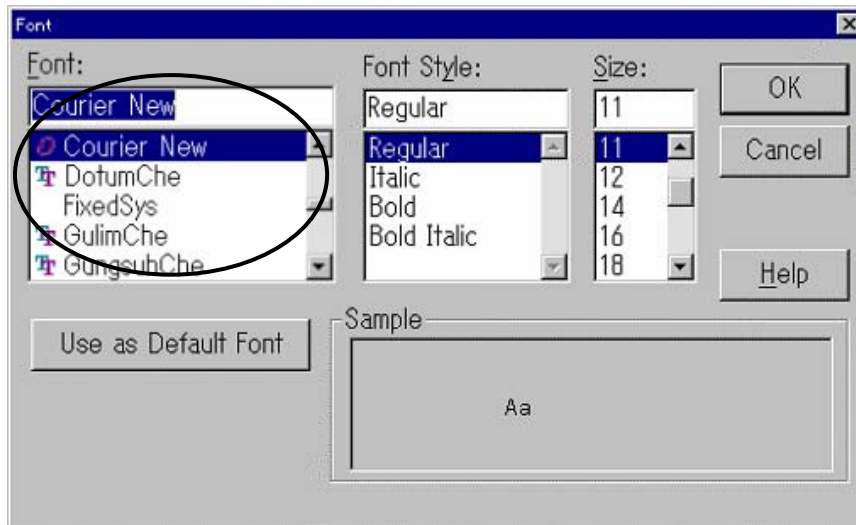 Font
Font:
Courier New
Courier New
DotumChe
FixedSys
GulimChe
GungsuhChe
Font Style:
Regular
Regular
Italic
Bold
Bold Italic
Size:
11
11
12
14
16
18
OK
Cancel
Help
Use as Default Font
Sample
Aa